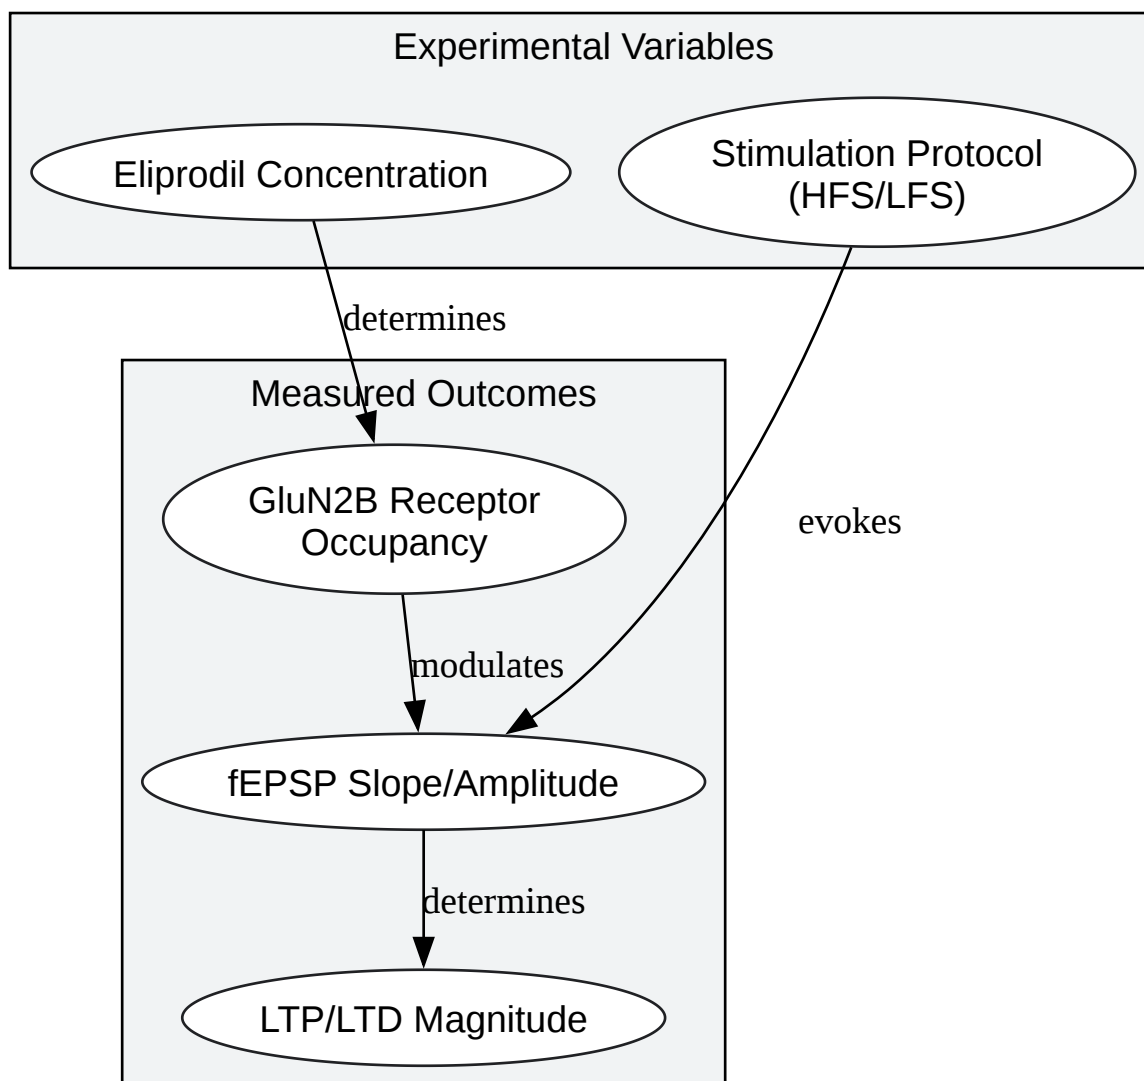 Experimental Variables
Eliprodil Concentration
Stimulation Protocol
(HFS/LFS)
determines
Measured Outcomes
GluN2B Receptor
Occupancy
evokes
modulates
fEPSP Slope/Amplitude
determines
LTP/LTD Magnitude